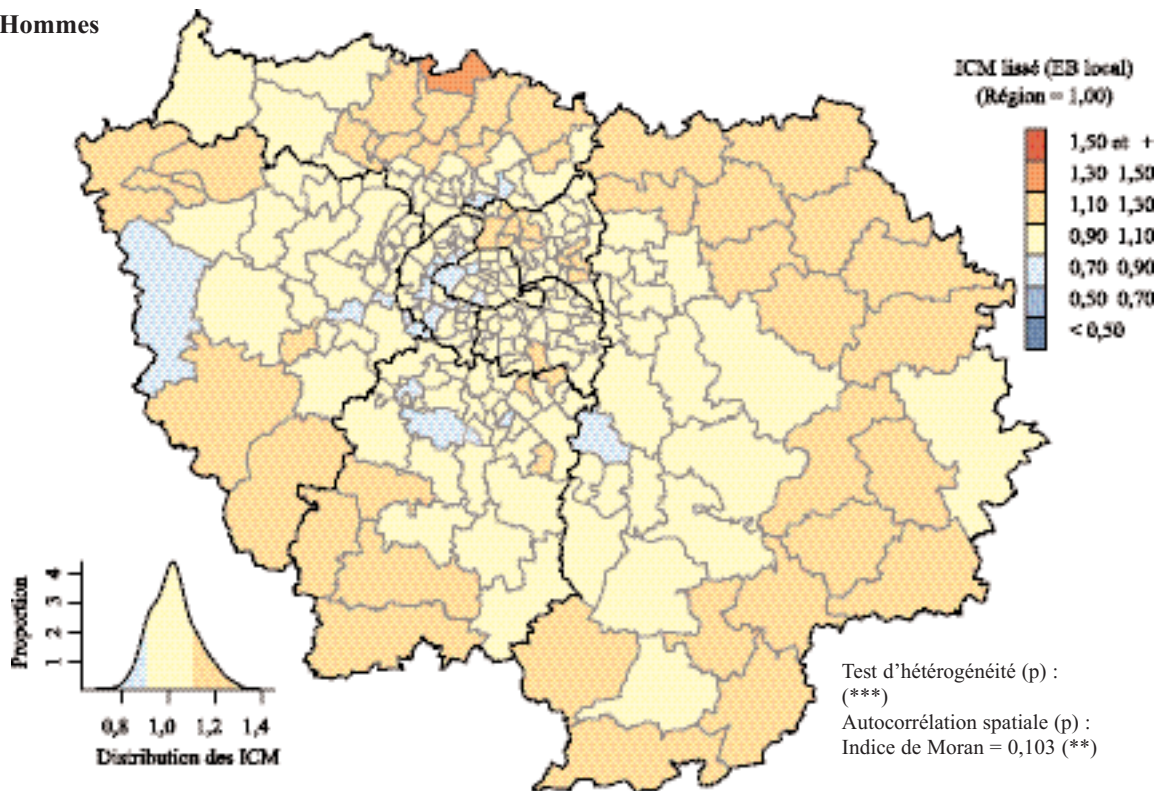 Hommes
ICM lissé (EB local)
(Région = 1,00)
1,50 et +
1,30 1,50
1,10 1,30
0,90 1,10
0,70 0,90
0,50 0,70
< 0,50
Proportion
4
3
2
1
0,8 1,0 1,2 1,4
Distribution des ICM
Test d’hétérogénéité (p) :
(***)
Autocorrélation spatiale (p) :
Indice de Moran = 0,103 (**)